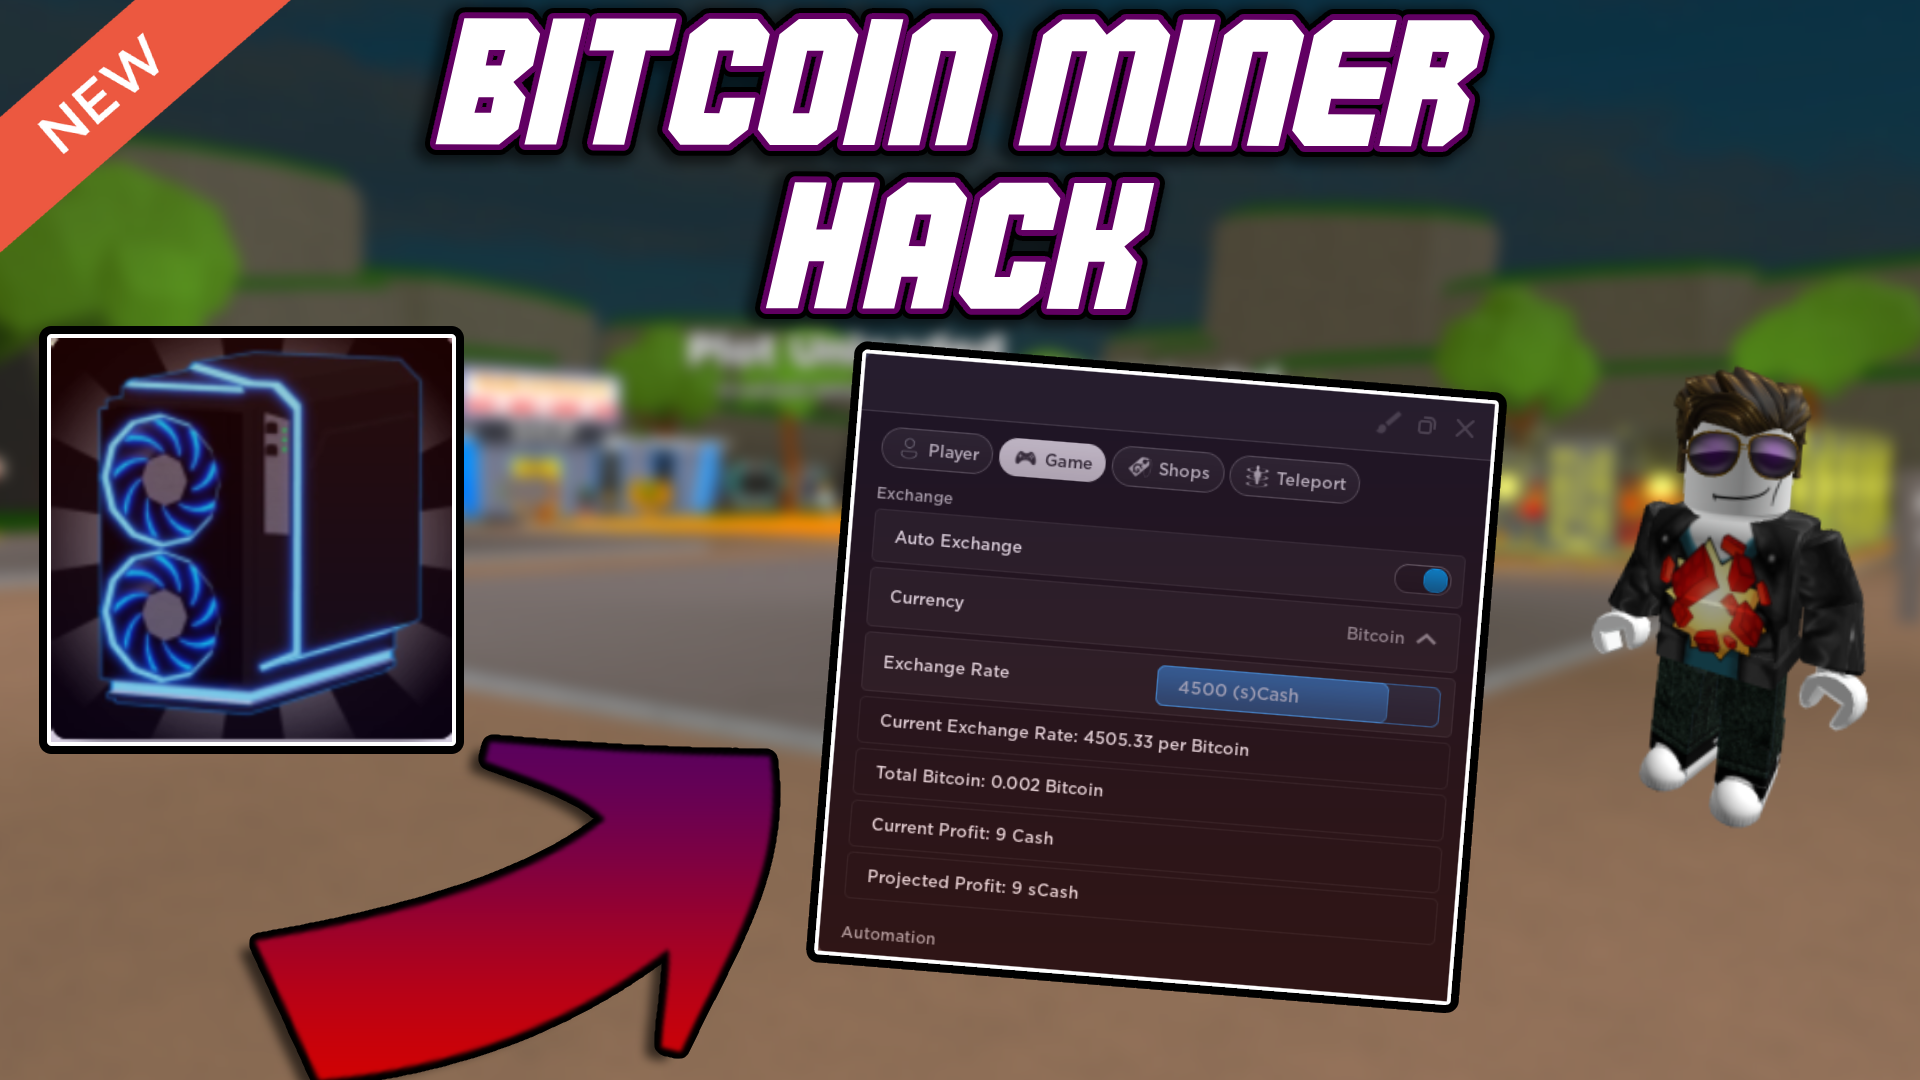 NEW
BITCOIN MINER
HACK
Player
Game
Shops
Teleport
Exchange
Auto Exchange
Currency
Bitcoin
Exchange Rate
4500 (s)Cash
Current Exchange Rate: 4505.33 per Bitcoin
Total Bitcoin: 0.002 Bitcoin
Current Profit: 9 Cash
Projected Profit: 9 sCash
Automation